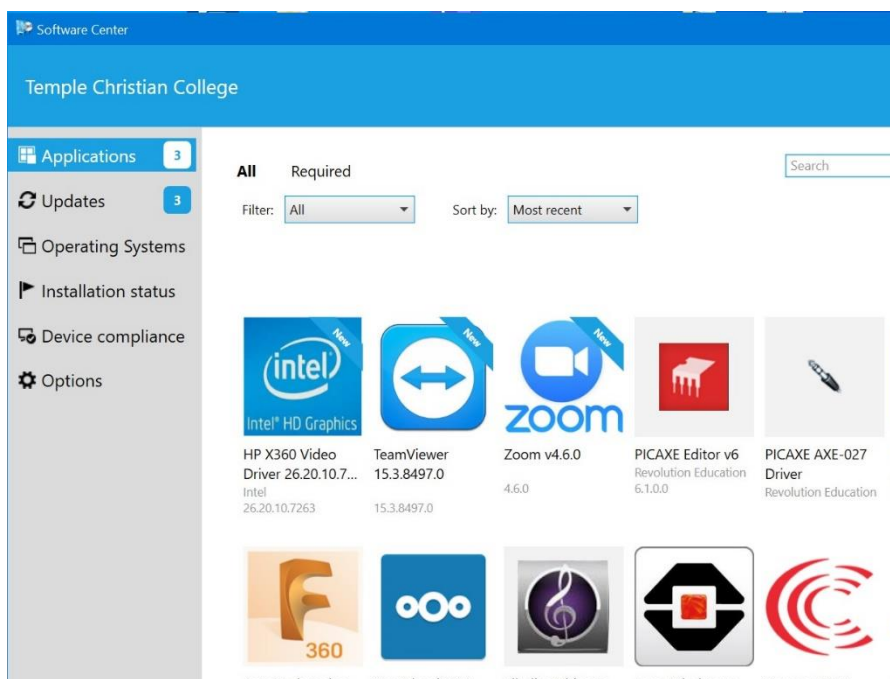 Software Center
Temple Christian College
Applications 3
Updates 3
Operating Systems
Installation status
Device compliance
Options
All Required
Search
Filter: All Sort by: Most recent
New New New
intel
Intel® HD Graphics
zoom
HP X360 Video TeamViewer Zoom v4.6.0 PICAXE Editor v6 PICAXE AXE-027
Driver 26.20.10.7... 15.3.8497.0 Revolution Education Driver
Intel 4.6.0 6.1.0.0 Revolution Education
26.20.10.7263 15.3.8497.0
F
360